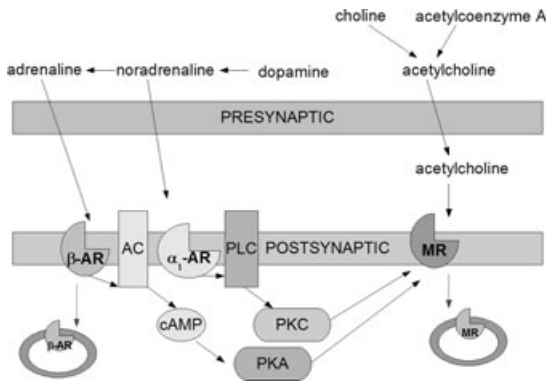 choline acetylcoenzyme A
adrenaline noradrenaline dopamine acetylcholine
PRESYNAPTIC
acetylcholine
β-AR AC α₁-AR PLC POSTSYNAPTIC MR
cAMP PKC
β-AR MR
PKA